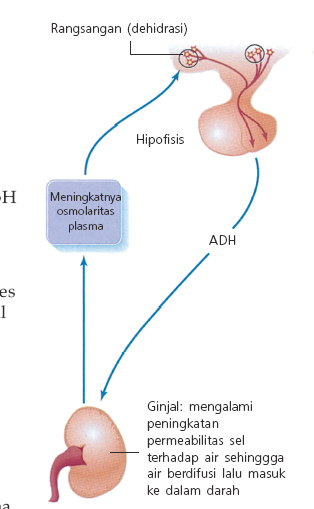 Rangsangan (dehidrasi)
Hipofisis
Meningkatnya
osmolaritas
plasma
ADH
Ginjal: mengalami
peningkatan
permeabilitas sel
terhadap air sehinggga
air berdifusi lalu masuk
ke dalam darah